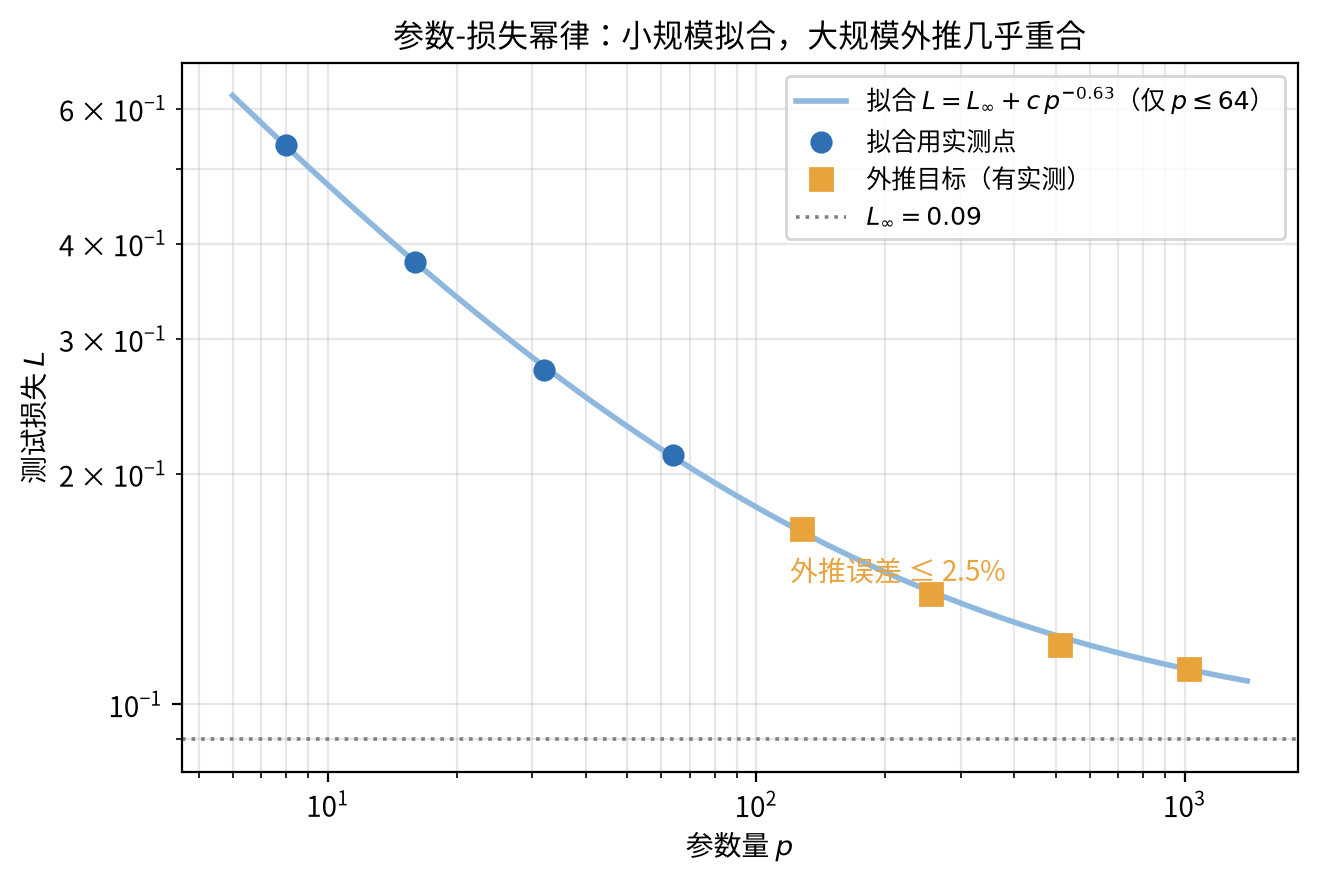 参数-损失幂律：小规模拟合，大规模外推几乎重合
拟合 L = L∞ + c p^−0.63（仅 p ≤ 64）
拟合用实测点
外推目标（有实测）
L∞ = 0.09
6 × 10^−1
4 × 10^−1
3 × 10^−1
2 × 10^−1
10^−1
测试损失 L
外推误差 ≤ 2.5%
10^1
10^2
10^3
参数量 p